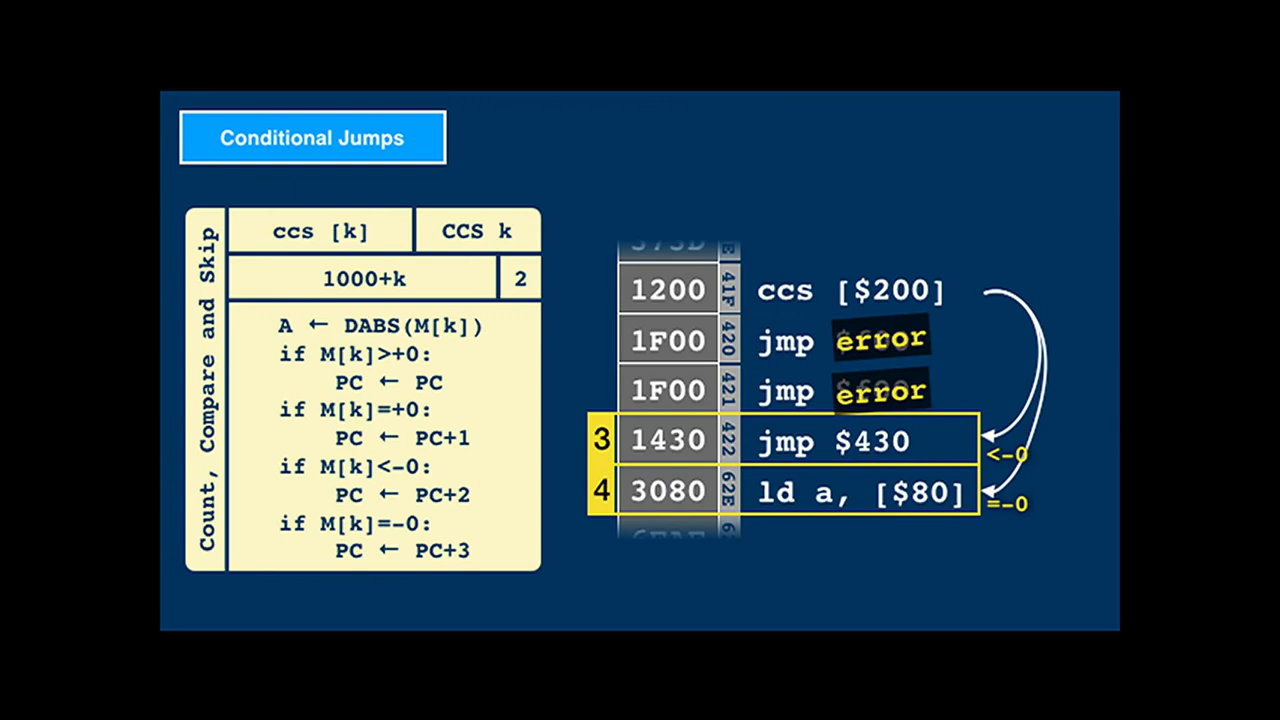 Conditional Jumps
Count, Compare and Skip
ccs [k] CCS k
1000+k 2
A ← DABS(M[k])
if M[k]>+0:
PC ← PC
if M[k]=+0:
PC ← PC+1
if M[k]<-0:
PC ← PC+2
if M[k]=-0:
PC ← PC+3
1200 41F ccs [$200]
1F00 420 jmp error
1F00 421 jmp error
3 1430 422 jmp $430
<-0
4 3080 62E ld a, [$80]
=-0